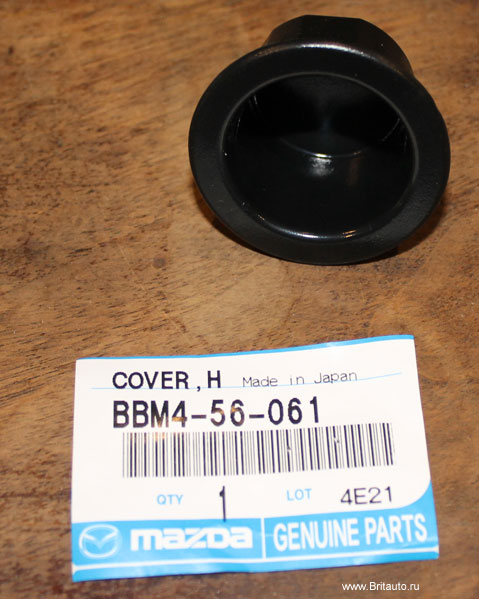 COVER,H Made in Japan
BBM4-56-061
QTY 1 LOT 4E21
mazda GENUINE PARTS
www.Britauto.ru